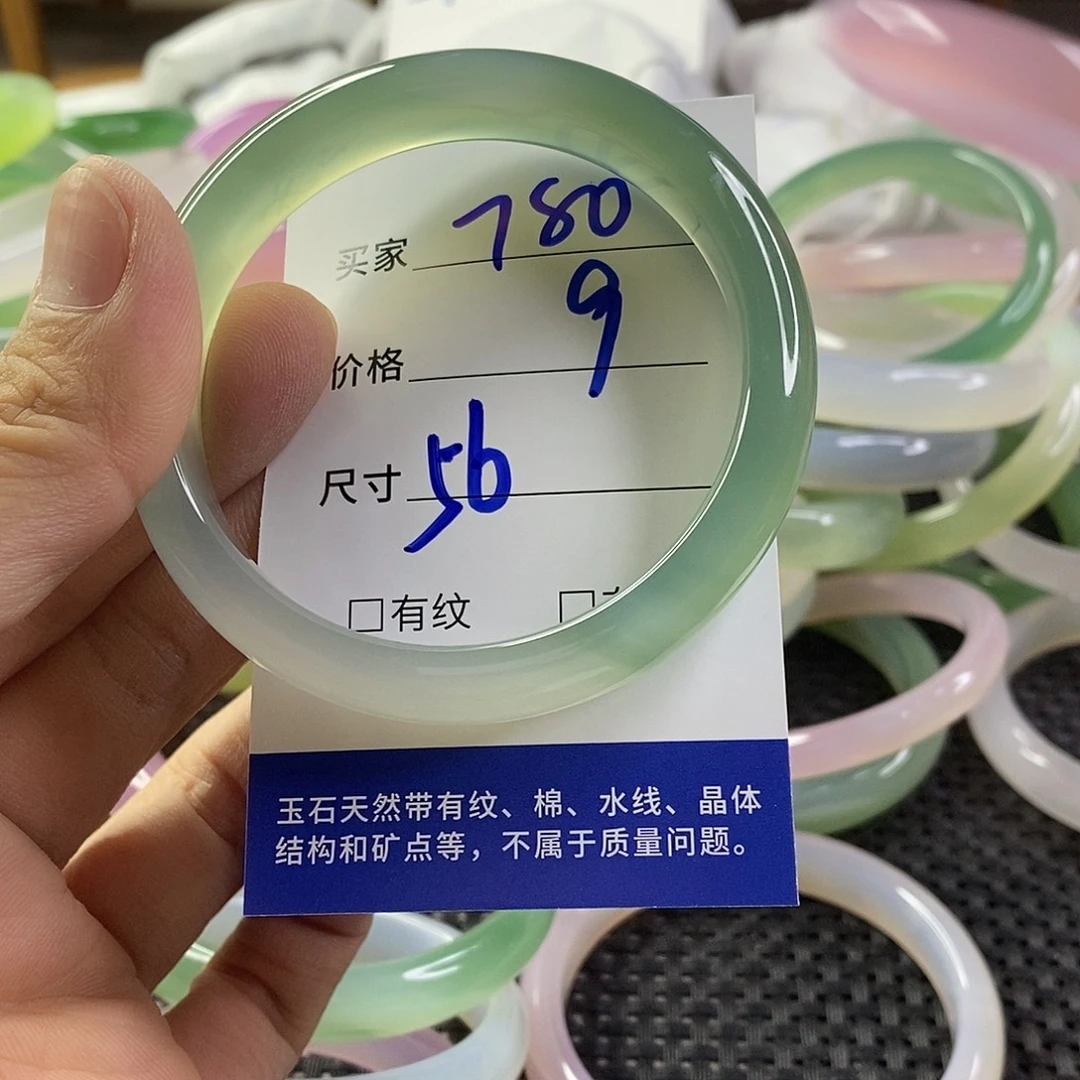 买家 780
9
价格
尺寸 56
□有纹 □
玉石天然带有纹、棉、水线、晶体
结构和矿点等，不属于质量问题。